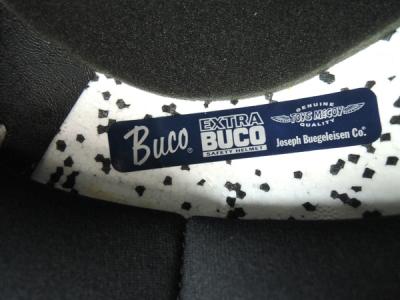 Buco
EXTRA
BUCO
SAFETY HELMET
GENUINE
TOYS McCOY
QUALITY
Joseph Buegeleisen Co.